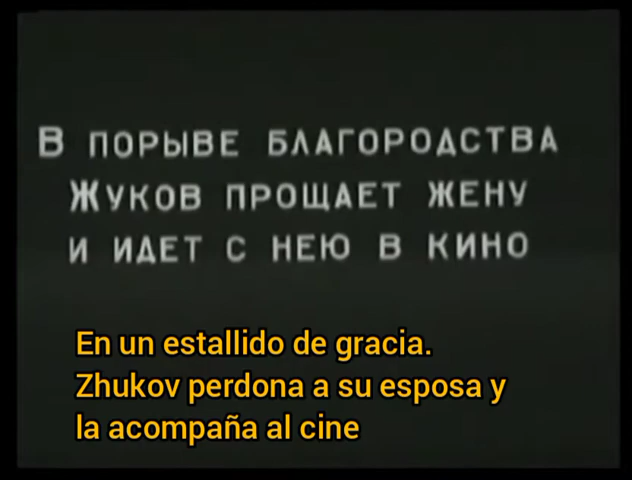 В ПОРЫВЕ БЛАГОРОДСТВА
ЖУКОВ ПРОЩАЕТ ЖЕНУ
И ИДЕТ С НЕЮ В КИНО
En un estallido de gracia.
Zhukov perdona a su esposa y
la acompaña al cine